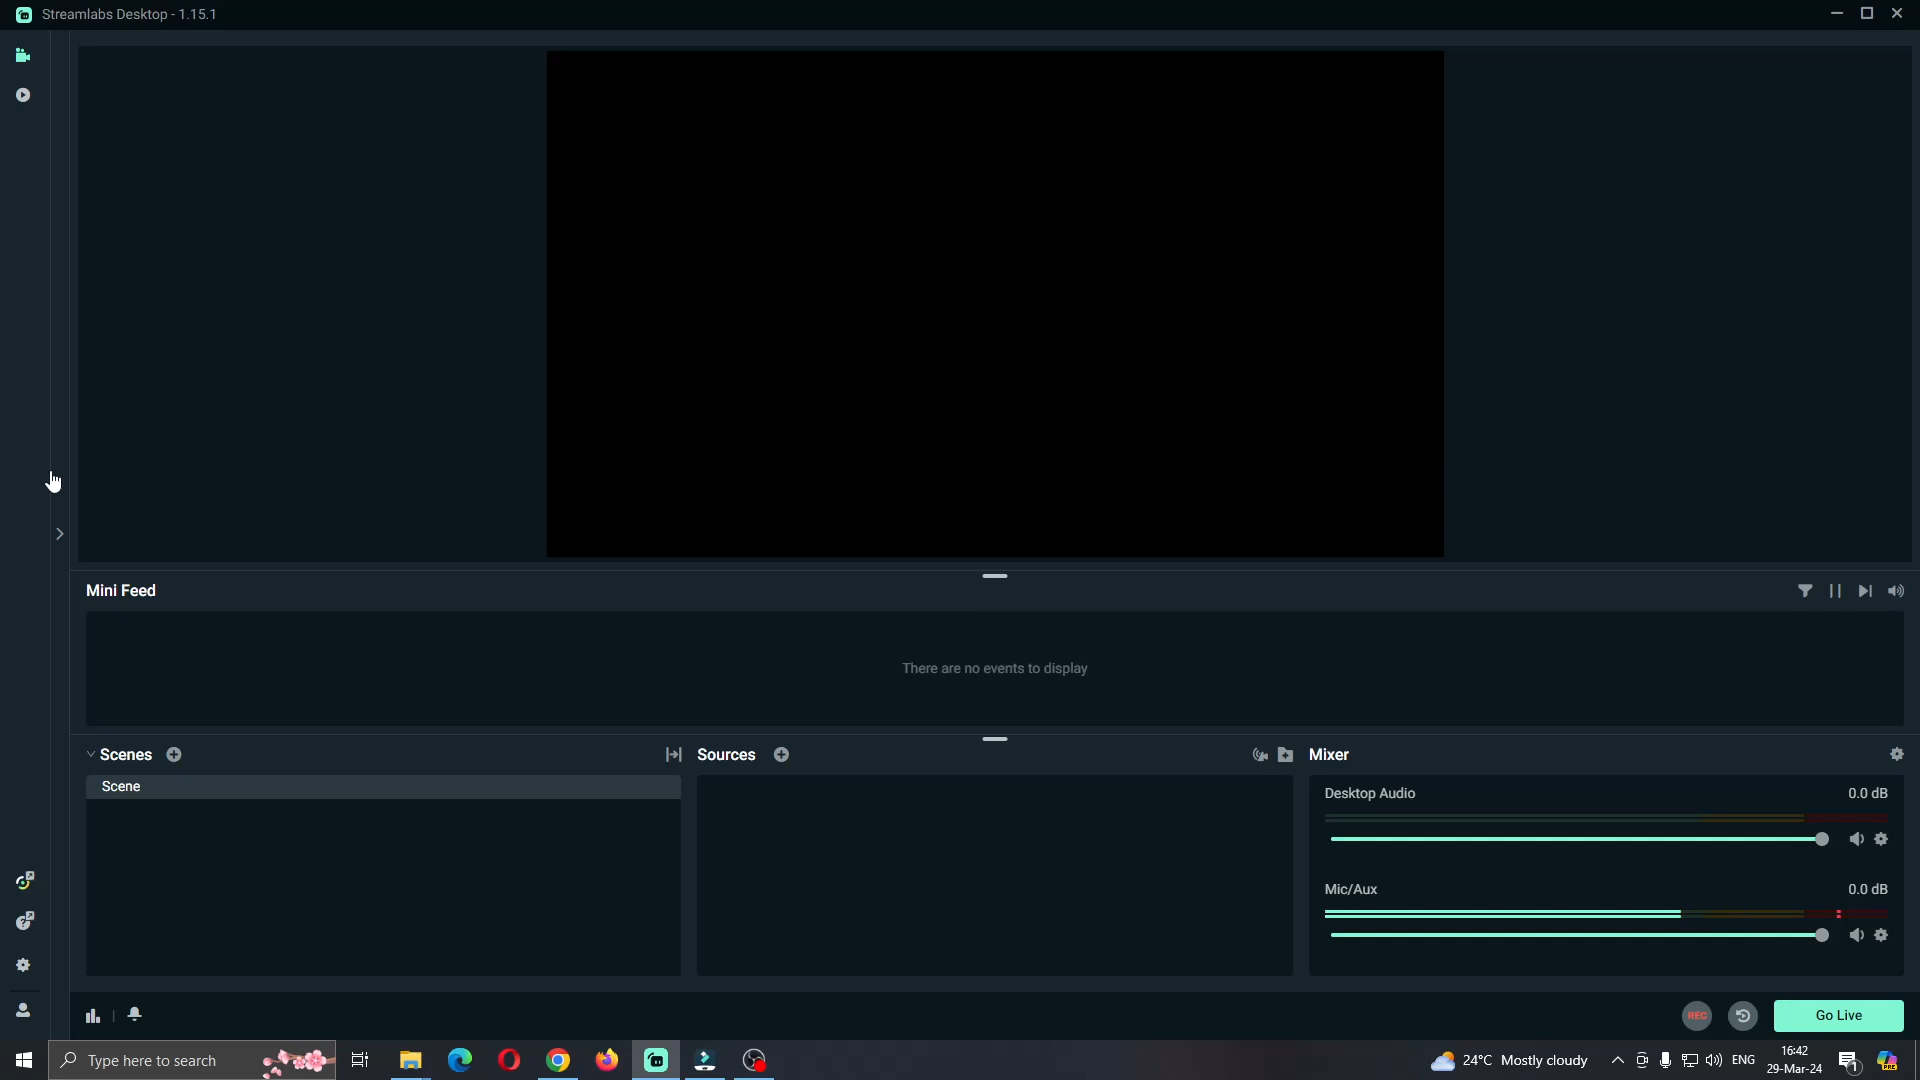 Streamlabs Desktop - 1.15.1
Mini Feed
There are no events to display
Scenes
Sources
Mixer
Scene
Desktop Audio
0.0 dB
Mic/Aux
0.0 dB
REC
Go Live
Type here to search
24°C Mostly cloudy
ENG
16:42
29-Mar-24
1
PRE